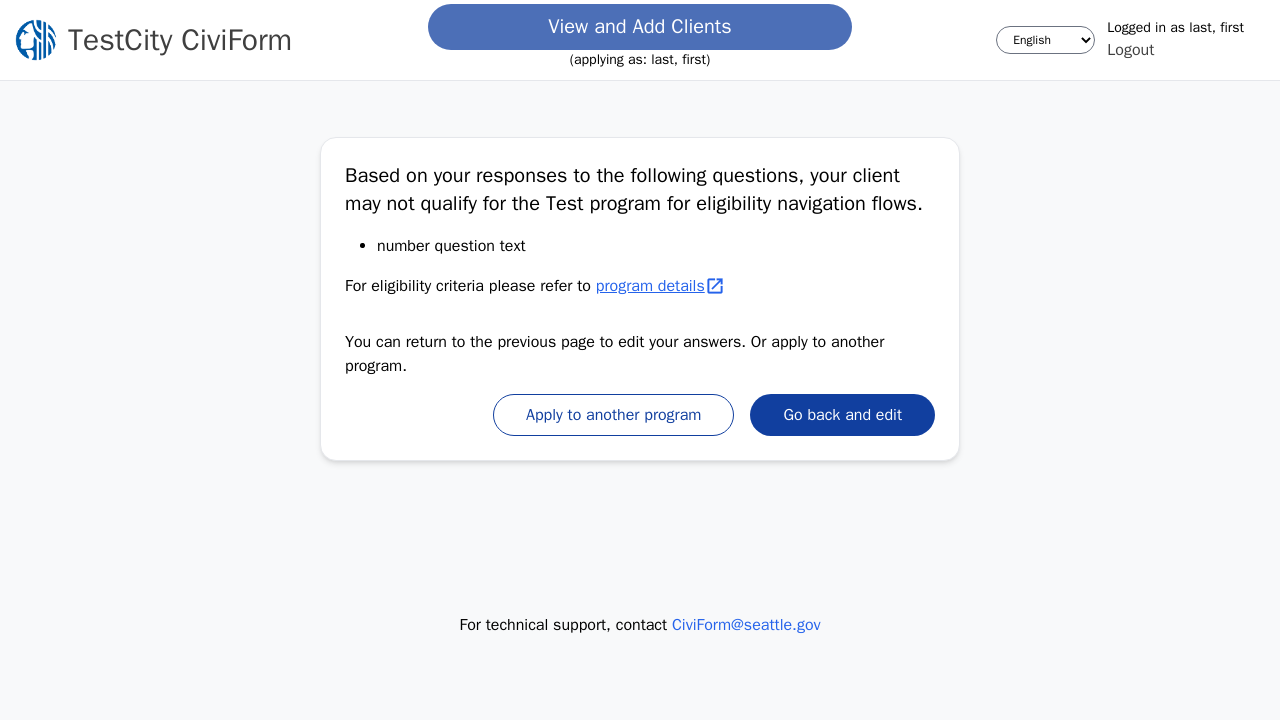 TestCity CiviForm
View and Add Clients
(applying as: last, first)
English
Logged in as last, first
Logout
Based on your responses to the following questions, your client
may not qualify for the Test program for eligibility navigation flows.
• number question text
For eligibility criteria please refer to program details
You can return to the previous page to edit your answers. Or apply to another
program.
Apply to another program
Go back and edit
For technical support, contact CiviForm@seattle.gov